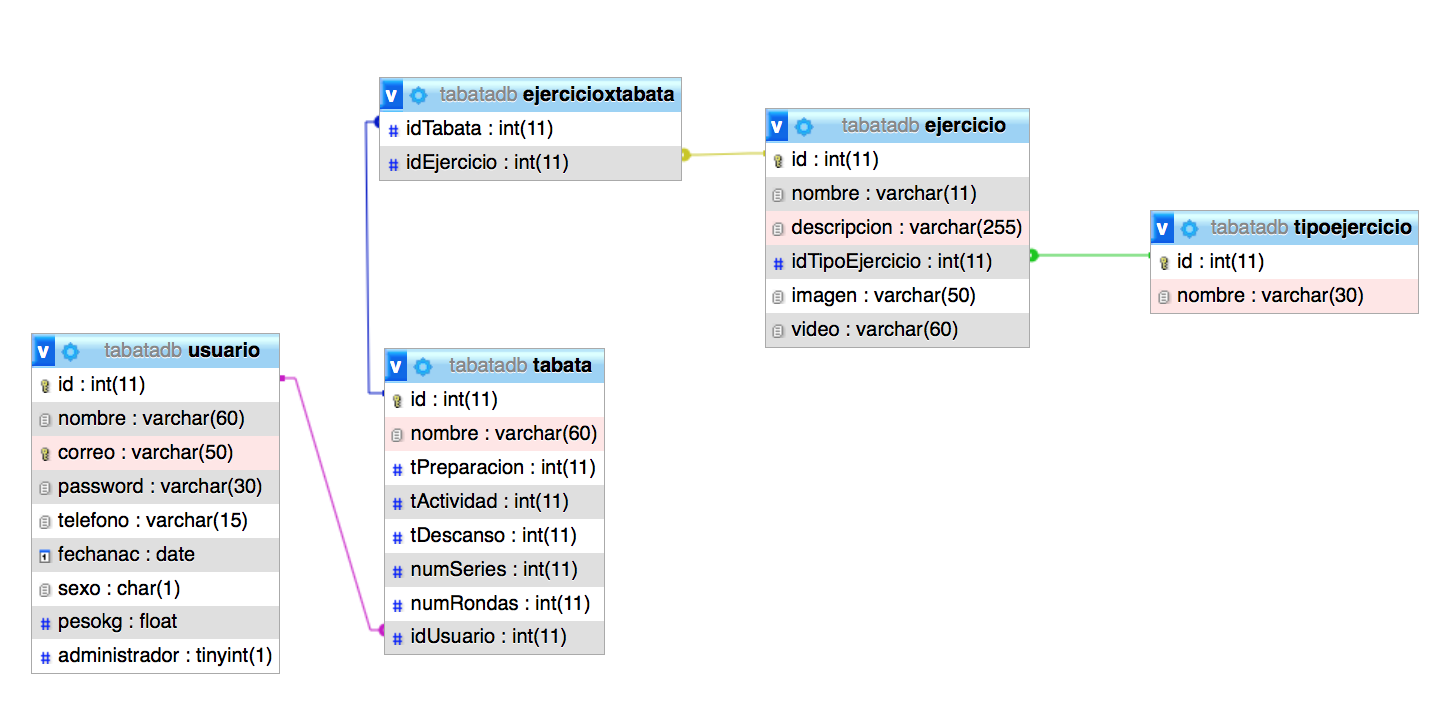 v tabatadb ejercicioxtabata
# idTabata : int(11)
# idEjercicio : int(11)
v tabatadb ejercicio
id : int(11)
nombre : varchar(11)
descripcion : varchar(255)
# idTipoEjercicio : int(11)
imagen : varchar(50)
video : varchar(60)
v tabatadb tipoejercicio
id : int(11)
nombre : varchar(30)
v tabatadb usuario
id : int(11)
nombre : varchar(60)
correo : varchar(50)
password : varchar(30)
telefono : varchar(15)
fechanac : date
sexo : char(1)
# pesokg : float
# administrador : tinyint(1)
v tabatadb tabata
id : int(11)
nombre : varchar(60)
# tPreparacion : int(11)
# tActividad : int(11)
# tDescanso : int(11)
# numSeries : int(11)
# numRondas : int(11)
# idUsuario : int(11)